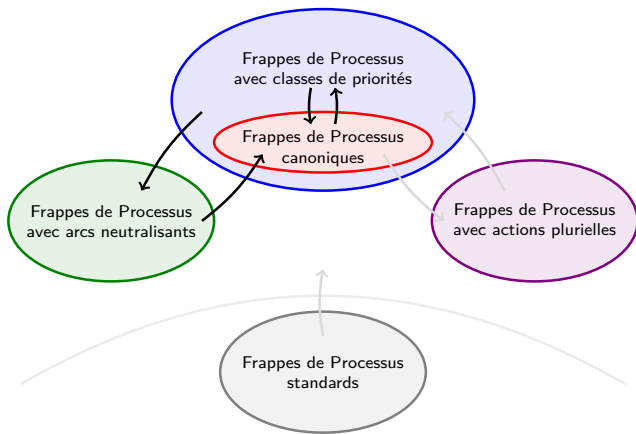 Frappes de Processus
avec classes de priorités
Frappes de Processus
canoniques
Frappes de Processus
avec arcs neutralisants
Frappes de Processus
avec actions plurielles
Frappes de Processus
standards